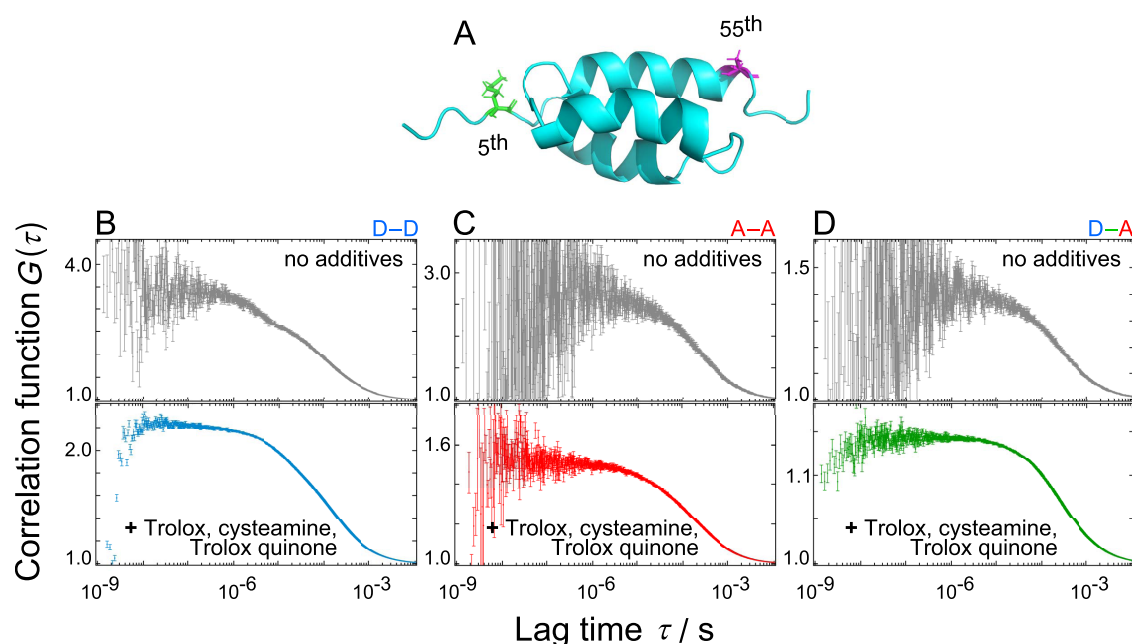 A
55th
5th
B
D–D
C
A–A
D
D–A
Correlation function G(τ)
no additives
4.0
1.0
no additives
3.0
1.0
no additives
1.5
1.0
2.0
1.0
+ Trolox, cysteamine,
Trolox quinone
1.6
1.0
+ Trolox, cysteamine,
Trolox quinone
1.1
1.0
+ Trolox, cysteamine,
Trolox quinone
10-9 10-6 10-3
10-9 10-6 10-3
10-9 10-6 10-3
Lag time τ / s